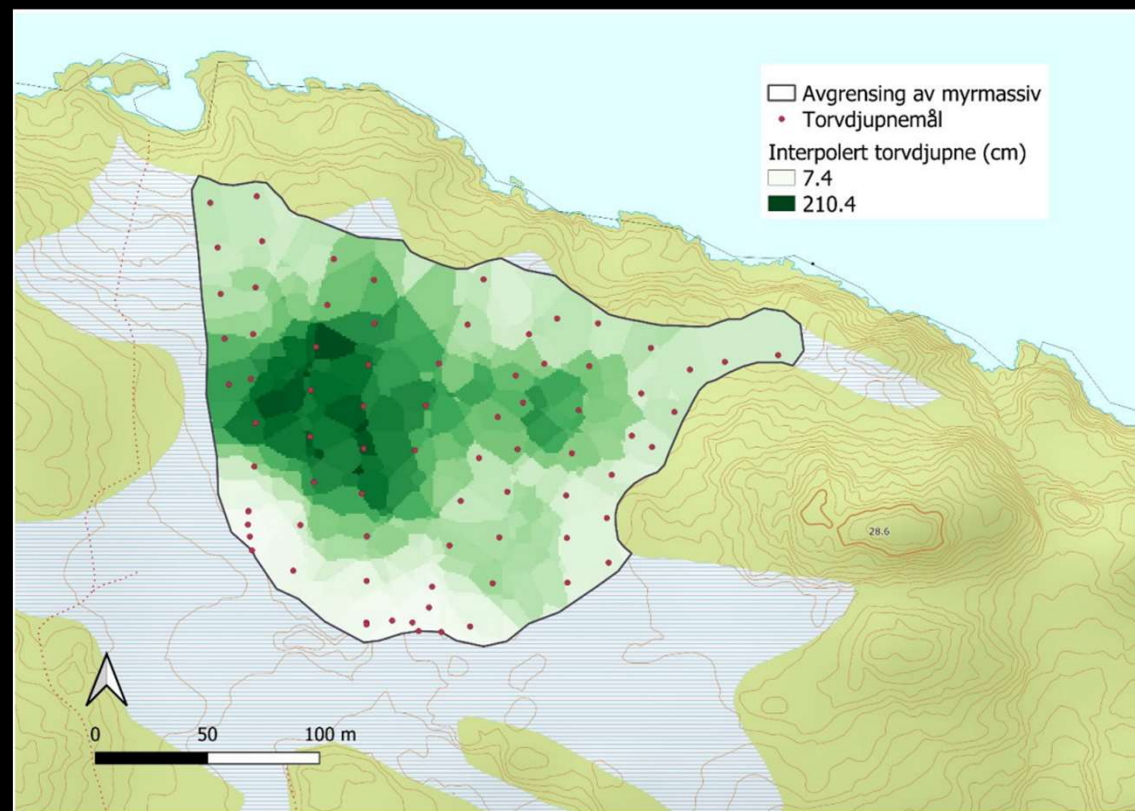 Avgrensing av myrmassiv
Torvdjupnemål
Interpolert torvdjupne (cm)
7.4
210.4
28.6
0 50 100 m